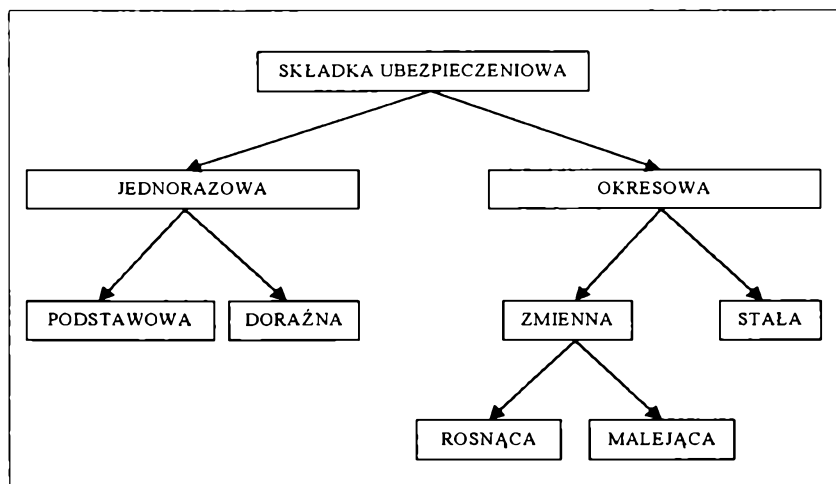 SKŁADKA UBEZPIECZENIOWA
JEDNORAZOWA
OKRESOWA
PODSTAWOWA
DORAŹNA
ZMIENNA
STAŁA
ROSNĄCA
MALEJĄCA